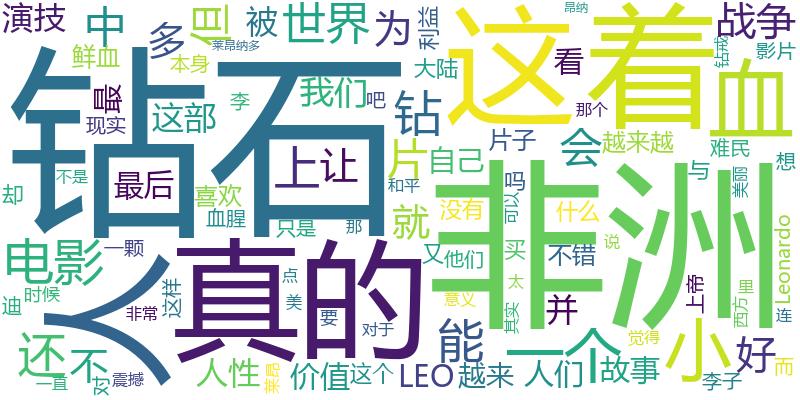 演技
中
多
但
被
世界
为
利益
昂纳
莱昂纳多
鲜血
本身
大陆
这着
战争
看
影片
钻戒
血
钻石
最
现实
这部
李
我们
吧
钻
那个
片子
会
越来越
难民
想
上让
片
自己
吗
与
美丽
却
不是
最后
喜欢
血腥
只是
那
和平
就
没有
可以
什么
非洲
说
电影
一颗
人
真的
又
他们
买
不错
上帝
西方
里
Leonardo
连
迪
时候
非常
这样
点
美
要
对于
意义
太
其实
并
觉得
还
不
一直
对
震撼
人性
莱昂
价值
这个
能
LEO
越来
一个
人们
故事
小
好
李子
而